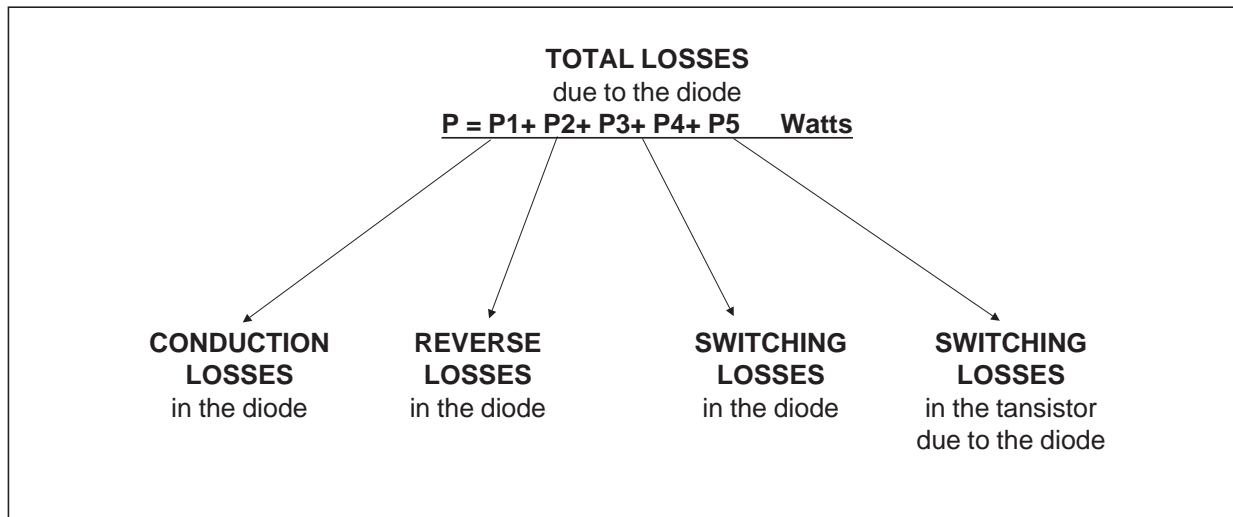 TOTAL LOSSES
due to the diode
P = P1+ P2+ P3+ P4+ P5 Watts
CONDUCTION
LOSSES
in the diode
REVERSE
LOSSES
in the diode
SWITCHING
LOSSES
in the diode
SWITCHING
LOSSES
in the tansistor
due to the diode